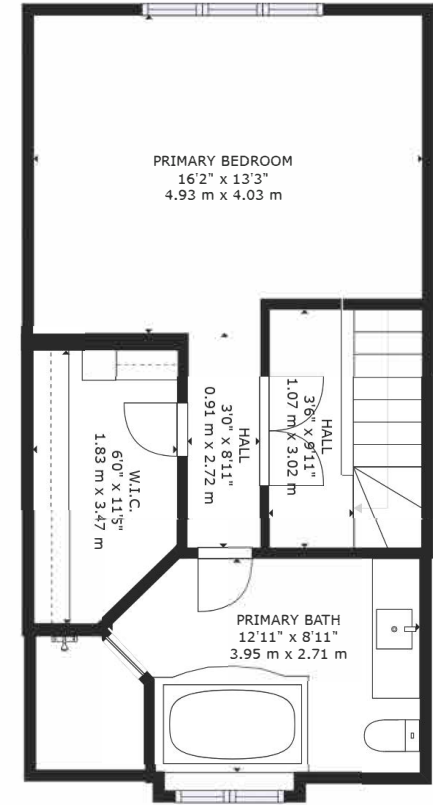 PRIMARY BEDROOM
16'2" x 13'3"
4.93 m x 4.03 m
HALL
3'6" x 9'11"
1.07 m x 3.02 m
HALL
3'0" x 8'11"
0.91 m x 2.72 m
W.I.C.
6'0" x 11'5"
1.83 m x 3.47 m
PRIMARY BATH
12'11" x 8'11"
3.95 m x 2.71 m